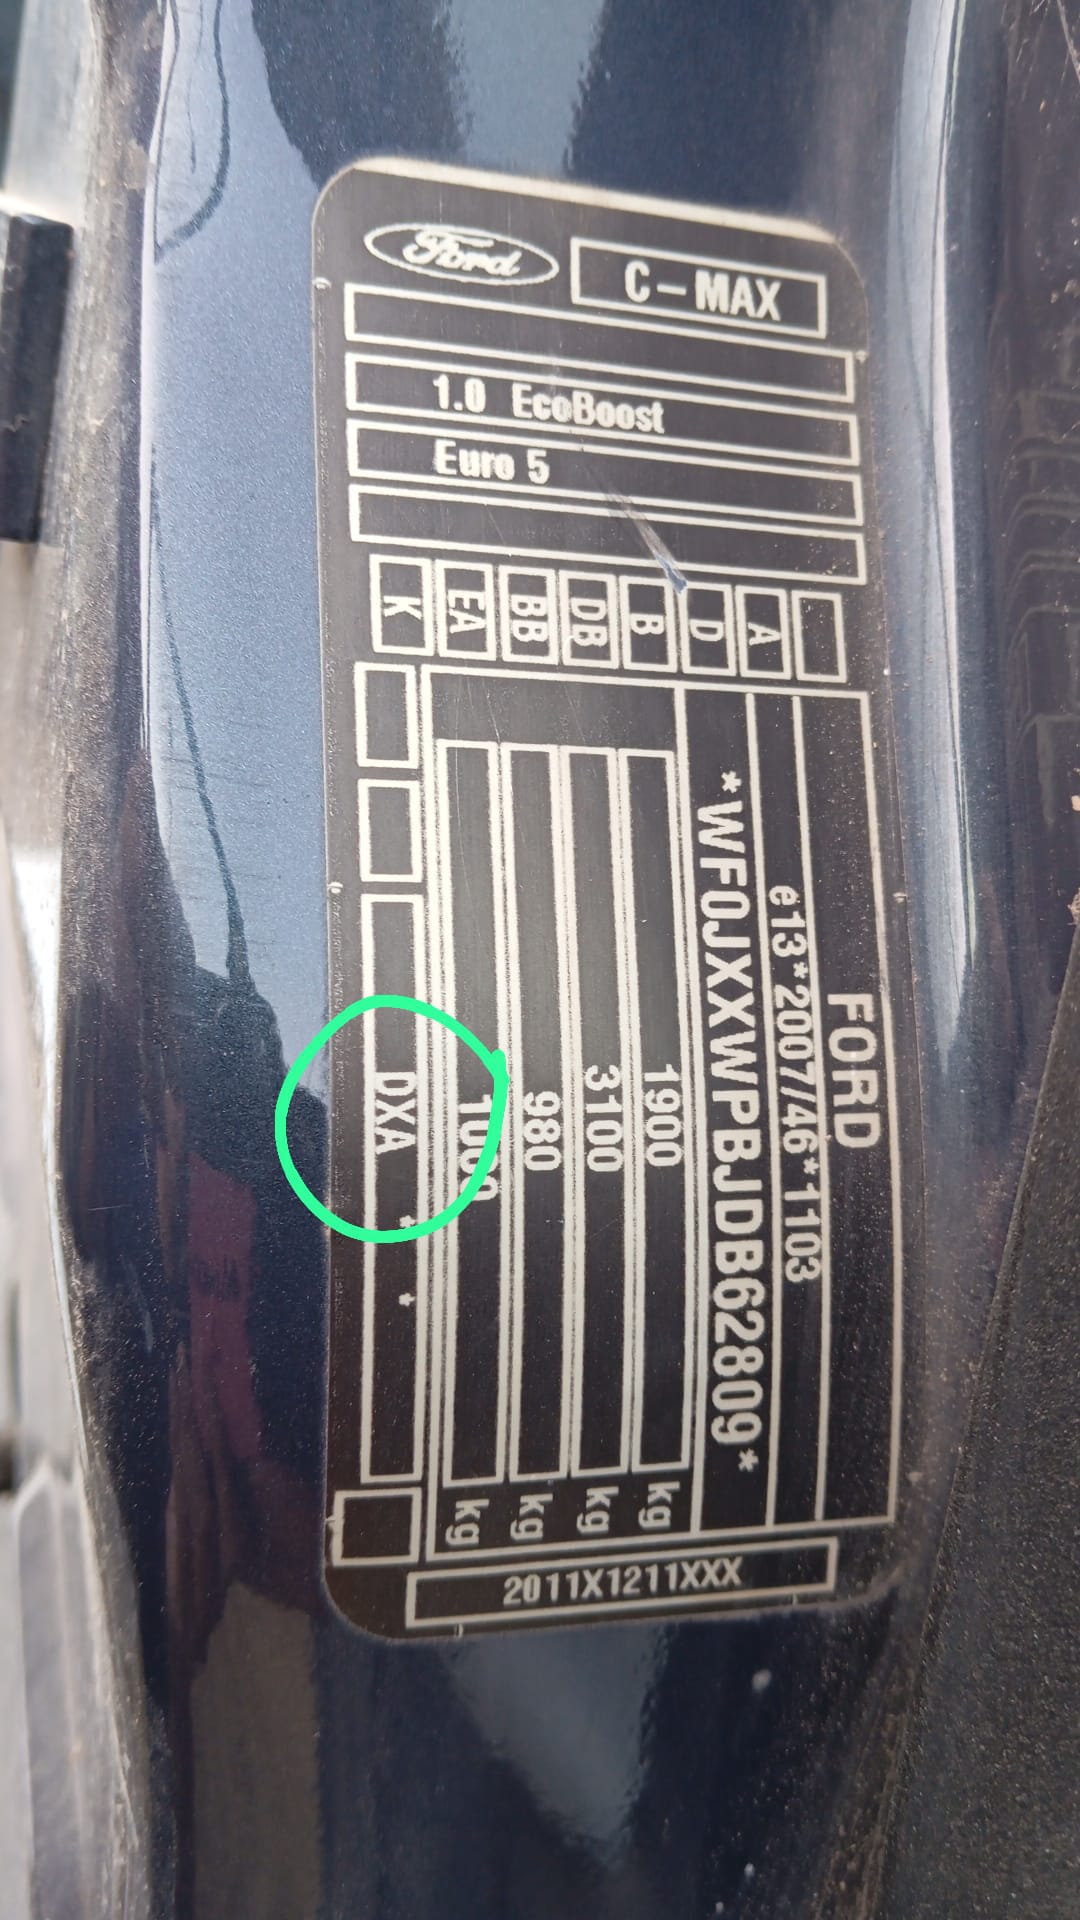 Ford
C-MAX
1.0 EcoBoost
Euro 5
FORD
A e13*2007/46*1103
D *WF0JXXWPBJDB62809*
B 1900 kg
DB 3100 kg
BB 980 kg
EA 1060 kg
K DXA * *
2011X1211XXX